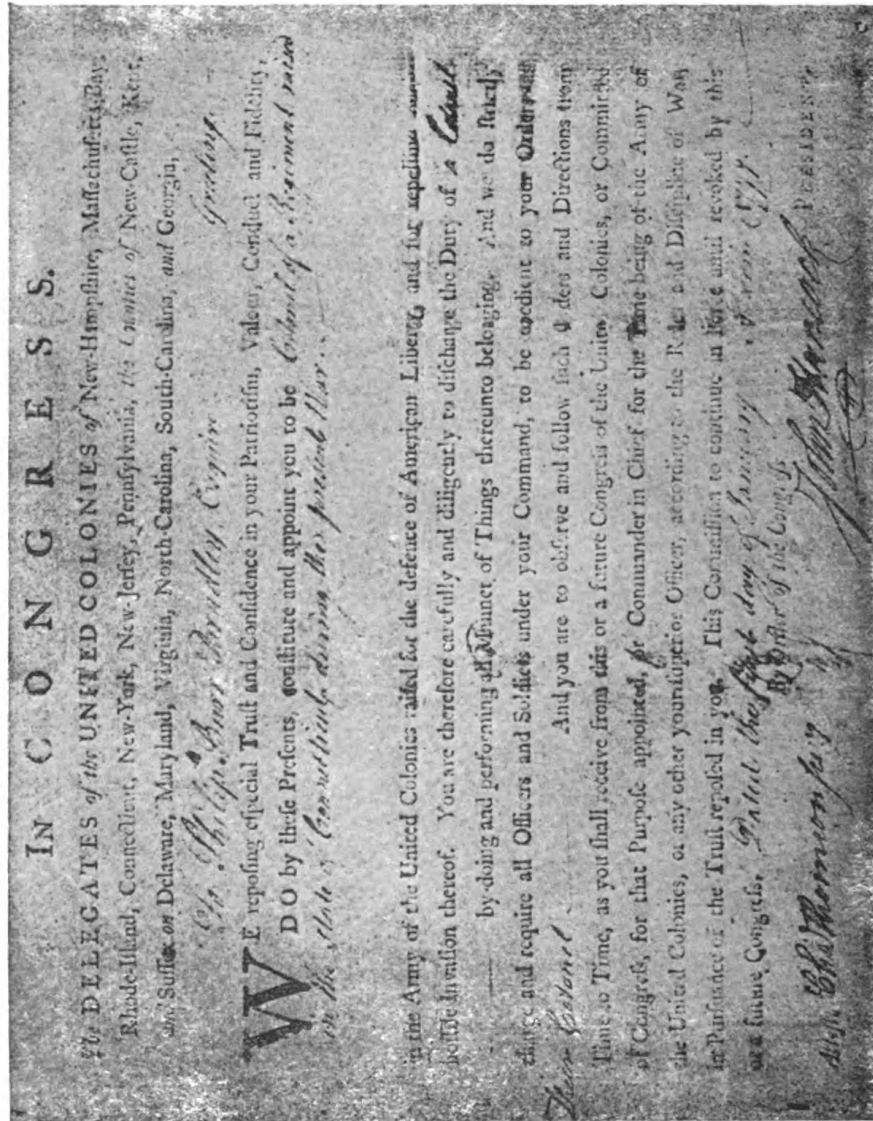 IN CONGRESS.
The DELEGATES of the UNITED COLONIES of New-Hampſhire, Maſſachuſetts-Bay,
Rhode-Iſland, Connecticut, New-York, New-Jerſey, Pennſylvania, the Counties of New-Caſtle, Kent,
and Suſſex on Delaware, Maryland, Virginia, North-Carolina, South-Carolina, and Georgia,
To Philip Burr Bradley, Esquire Greeting.
WE repoſing eſpecial Truſt and Confidence in your Patriotiſm, Valour, Conduct and Fidelity,
DO by theſe Preſents, conſtitute and appoint you to be Colonel of a Regiment raised
in the State of Connecticut, during the present War.
in the Army of the United Colonies raiſed for the defence of American Liberty, and for repelling every
hoſtile Invaſion thereof. You are therefore carefully and diligently to diſcharge the Duty of a Colonel
by doing and performing all Manner of Things thereunto belonging. And we do ſtrictly
charge and require all Officers and Soldiers under your Command, to be obedient to your Orders as
Colonel And you are to obſerve and follow ſuch Orders and Directions from
Time to Time, as you ſhall receive from this or a future Congreſs of the United Colonies, or Committee
of Congreſs, for that Purpoſe appointed, or Commander in Chief for the Time being of the Army of
the United Colonies, or any other your ſuperior Officer, according to the Rules and Diſcipline of War,
in Purſuance of the Truſt repoſed in you. This Commiſſion to continue in Force until revoked by this
or a future Congreſs. Dated the first day of January 1777.
By Order of the Congreſs
Attest. Chas Thomson Secy John Hancock PRESIDENT